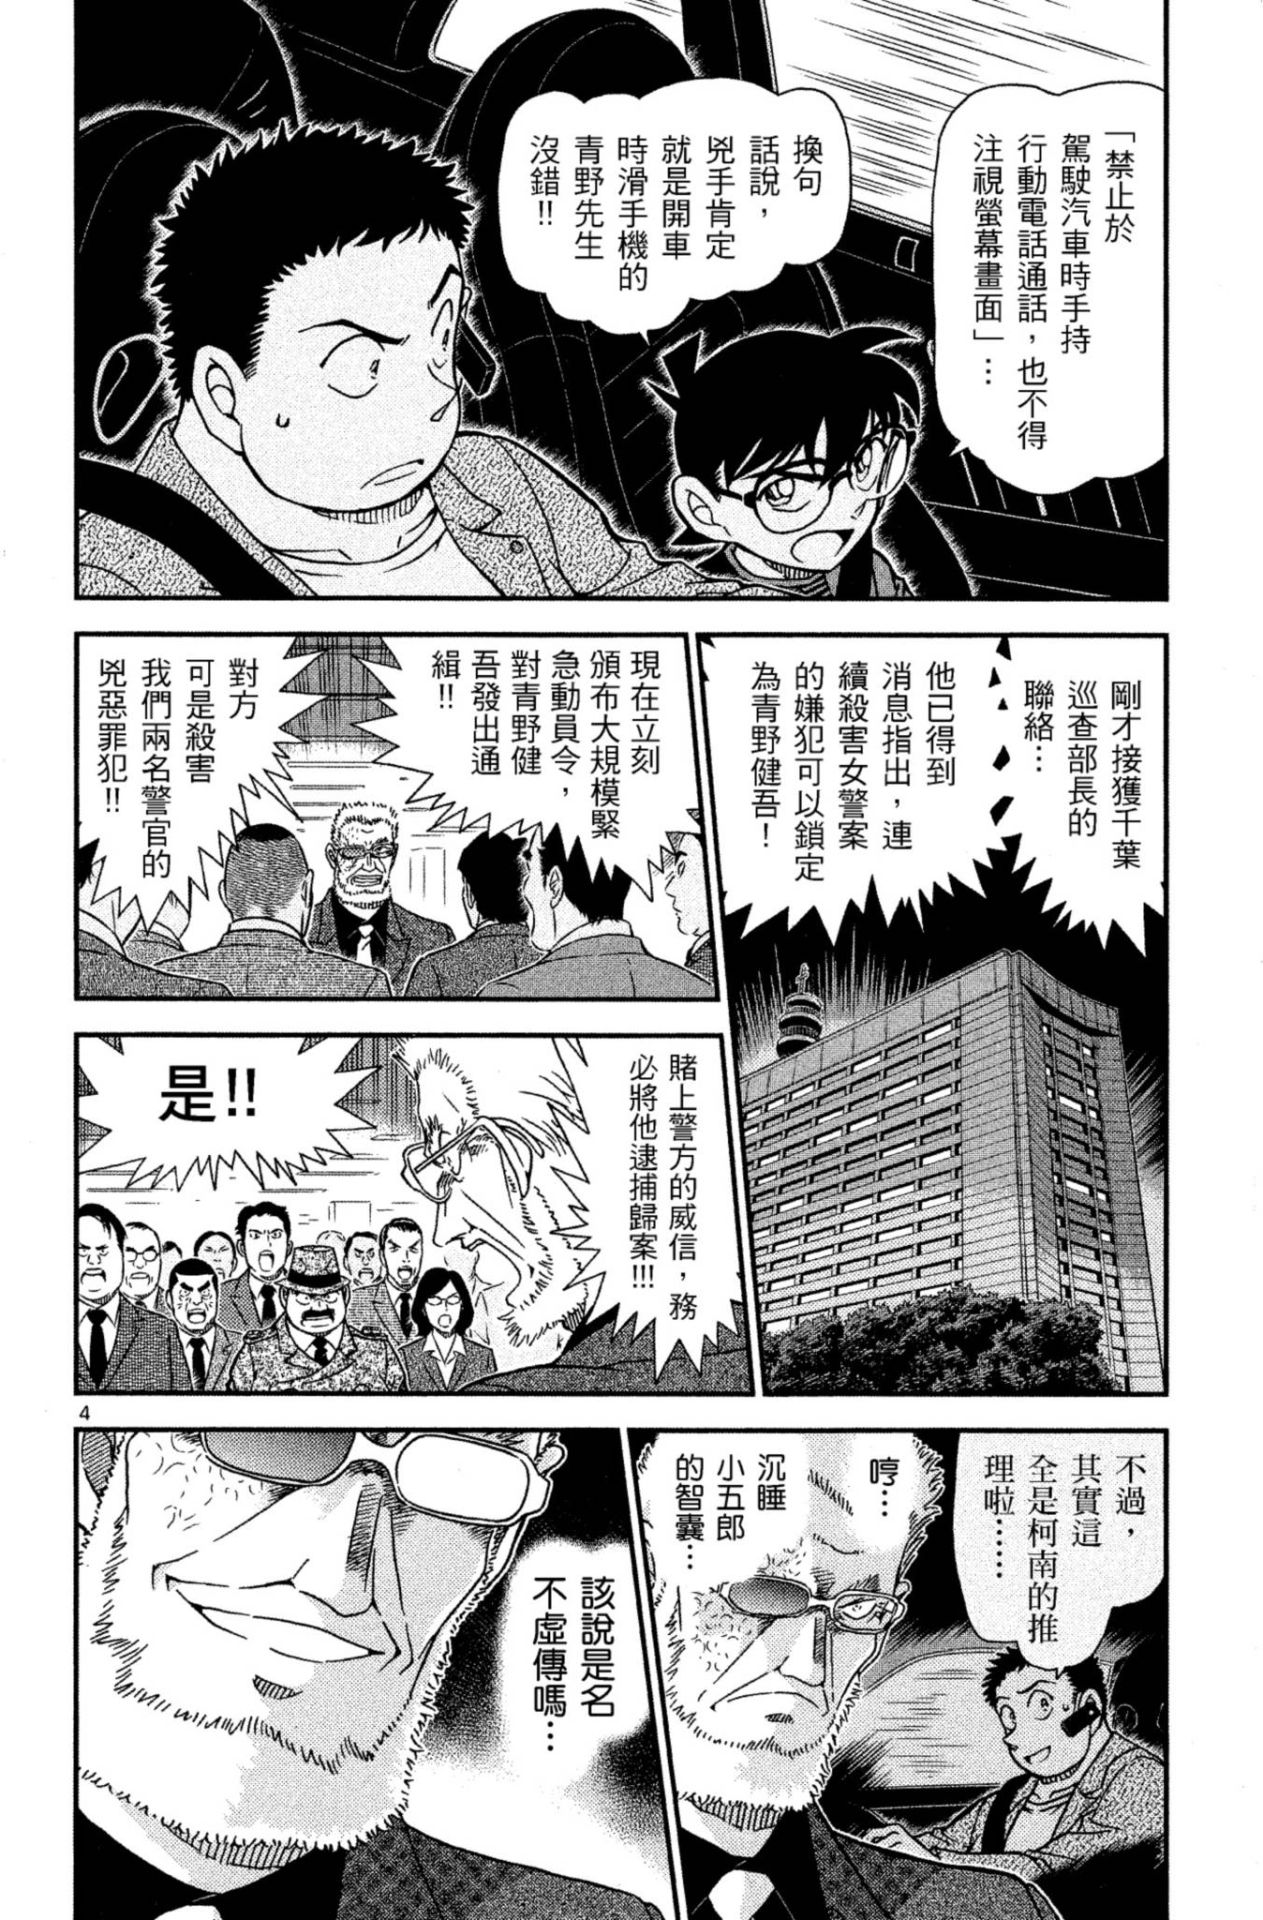 「禁止於
駕駛汽車時手持
行動電話通話，也不得
注視螢幕畫面」…
換句
話說，
兇手肯定
就是開車
時滑手機的
青野先生
沒錯!!
剛才接獲千葉
巡查部長的
聯絡…
他已得到
消息指出，連
續殺害女警案
的嫌犯可以鎖定
為青野健吾！
現在立刻
頒布大規模緊
急動員令，
對青野健
吾發出通
緝!!
對方
可是殺害
我們兩名警官的
兇惡罪犯!!
賭上警方的威信，務
必將他逮捕歸案!!!
是!!
4
不過，
其實這
全是柯南的推
理啦……
哼…
沉睡
小五郎
的智囊…
該說是名
不虛傳嗎…